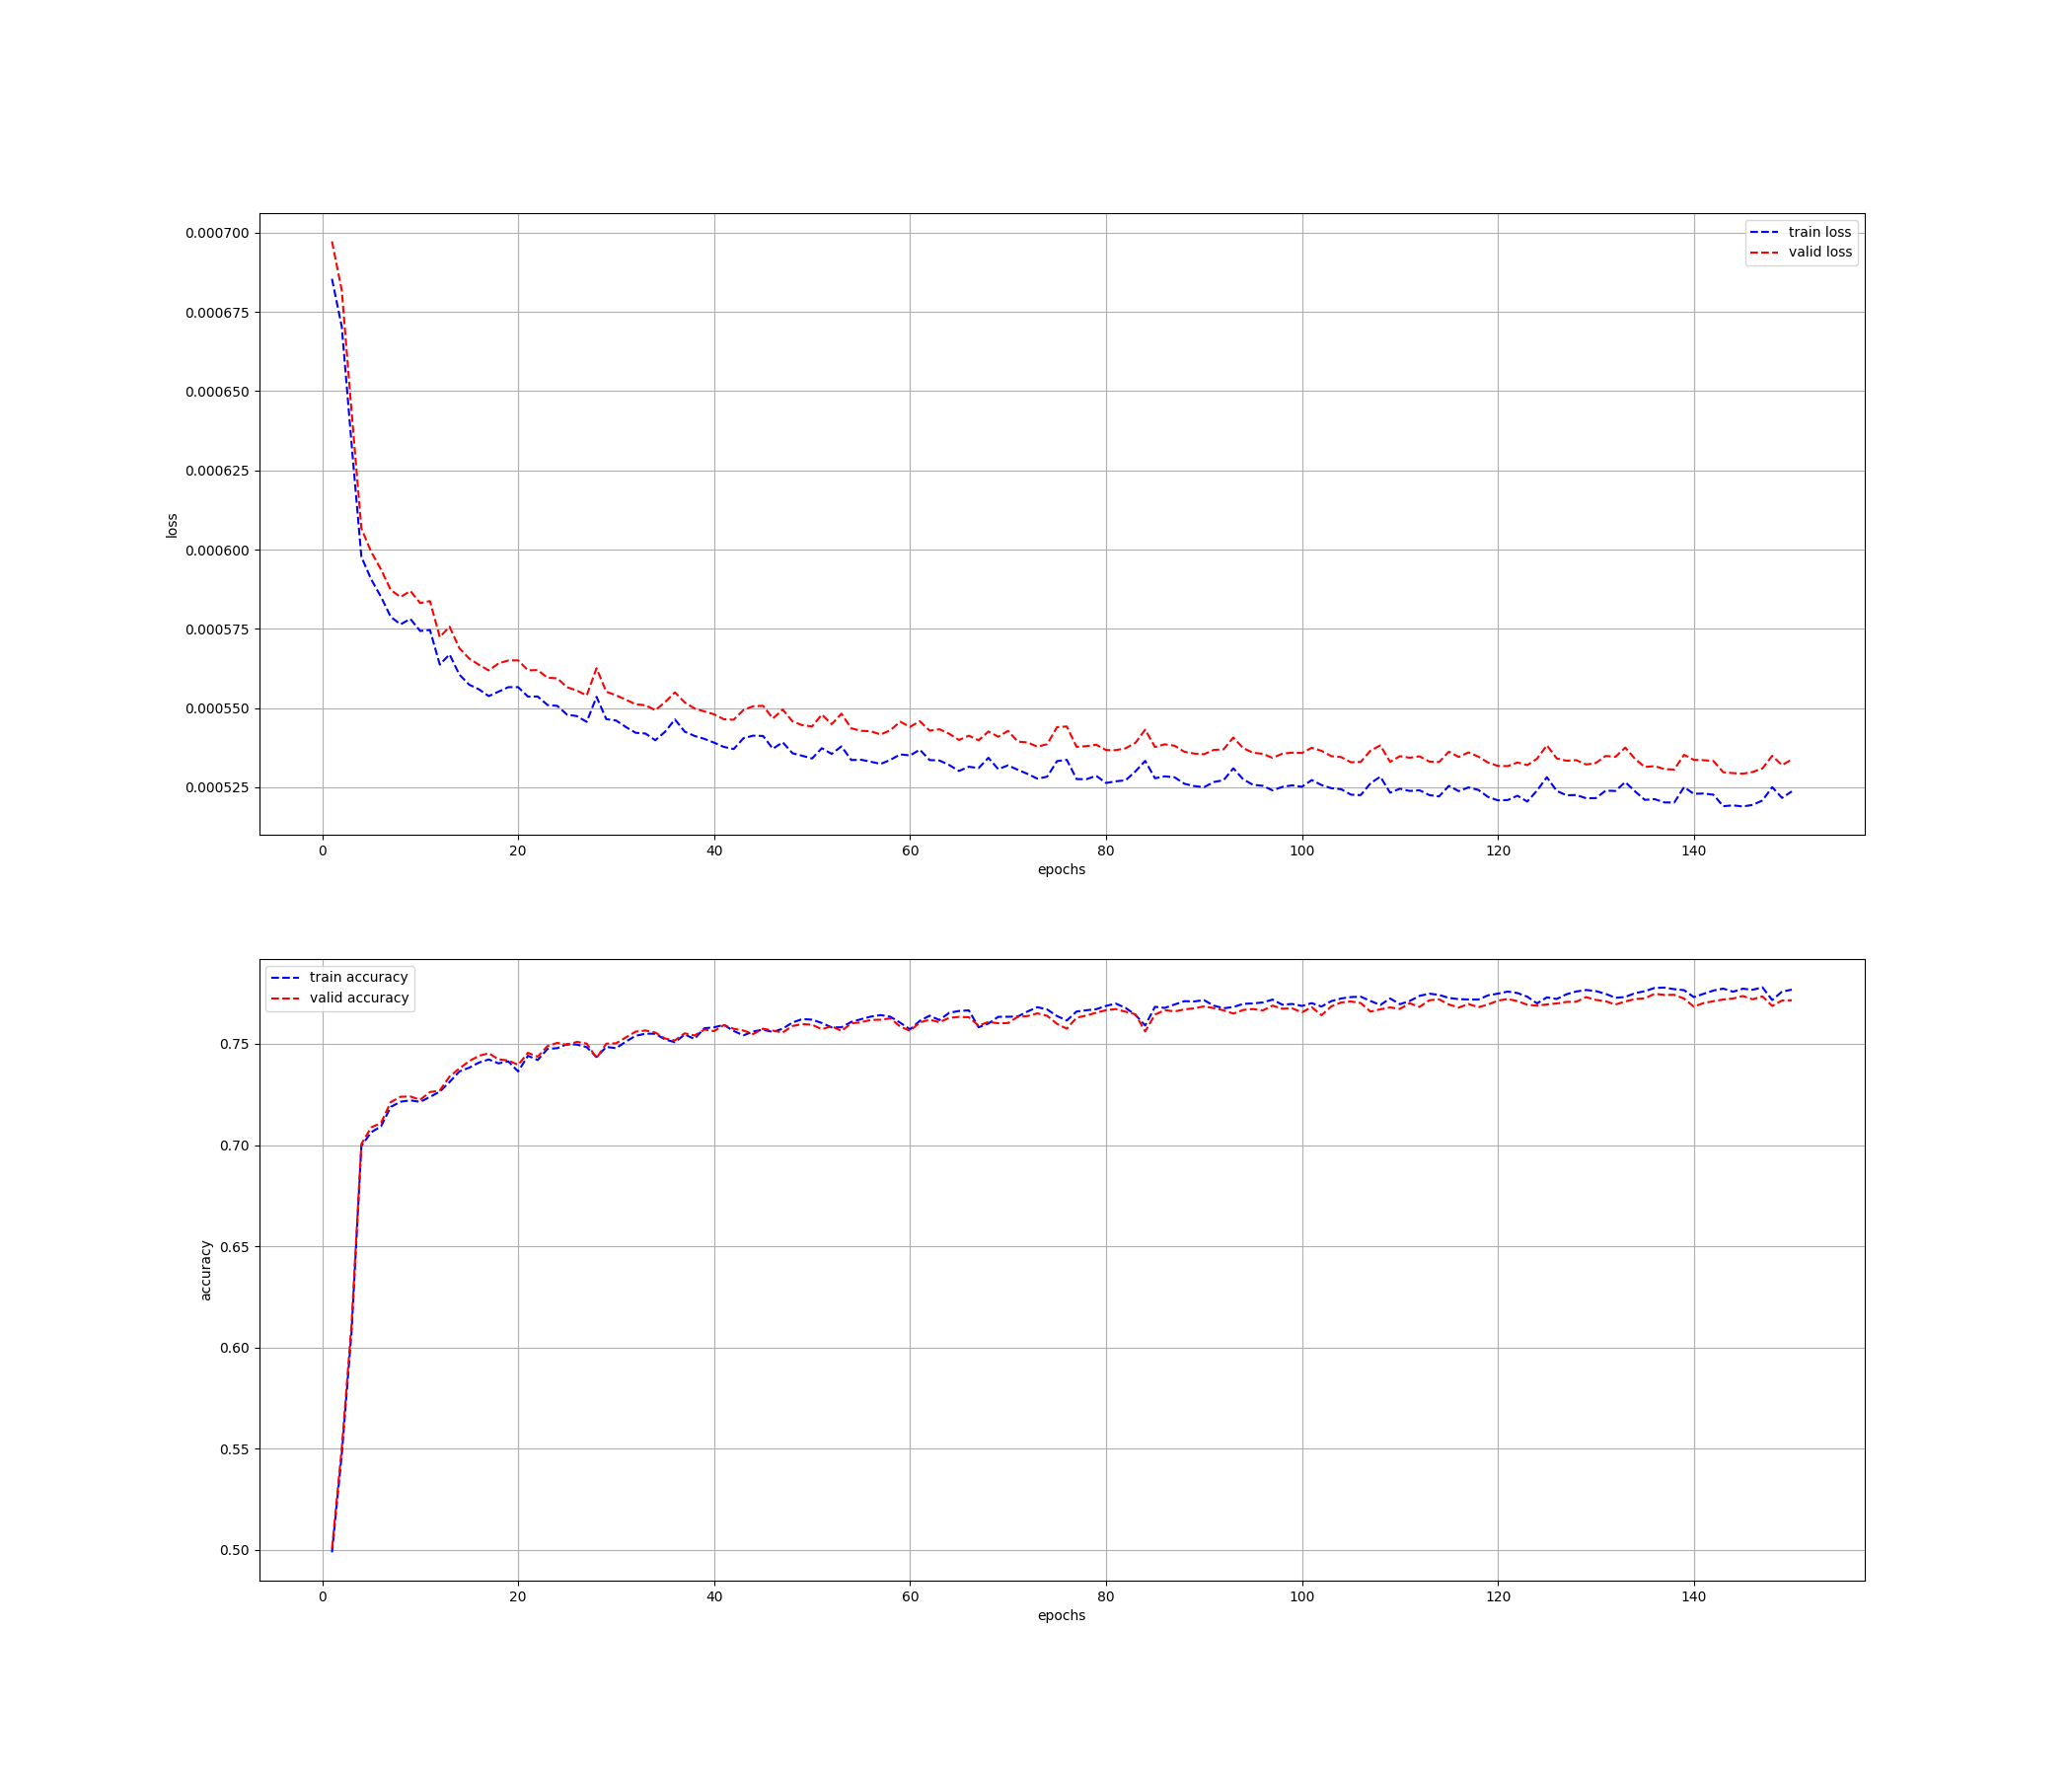 0.000700
0.000675
0.000650
0.000625
0.000600
0.000575
0.000550
0.000525
loss
train loss
valid loss
0 20 40 60 80 100 120 140
epochs
train accuracy
valid accuracy
0.75
0.70
0.65
0.60
0.55
0.50
accuracy
0 20 40 60 80 100 120 140
epochs